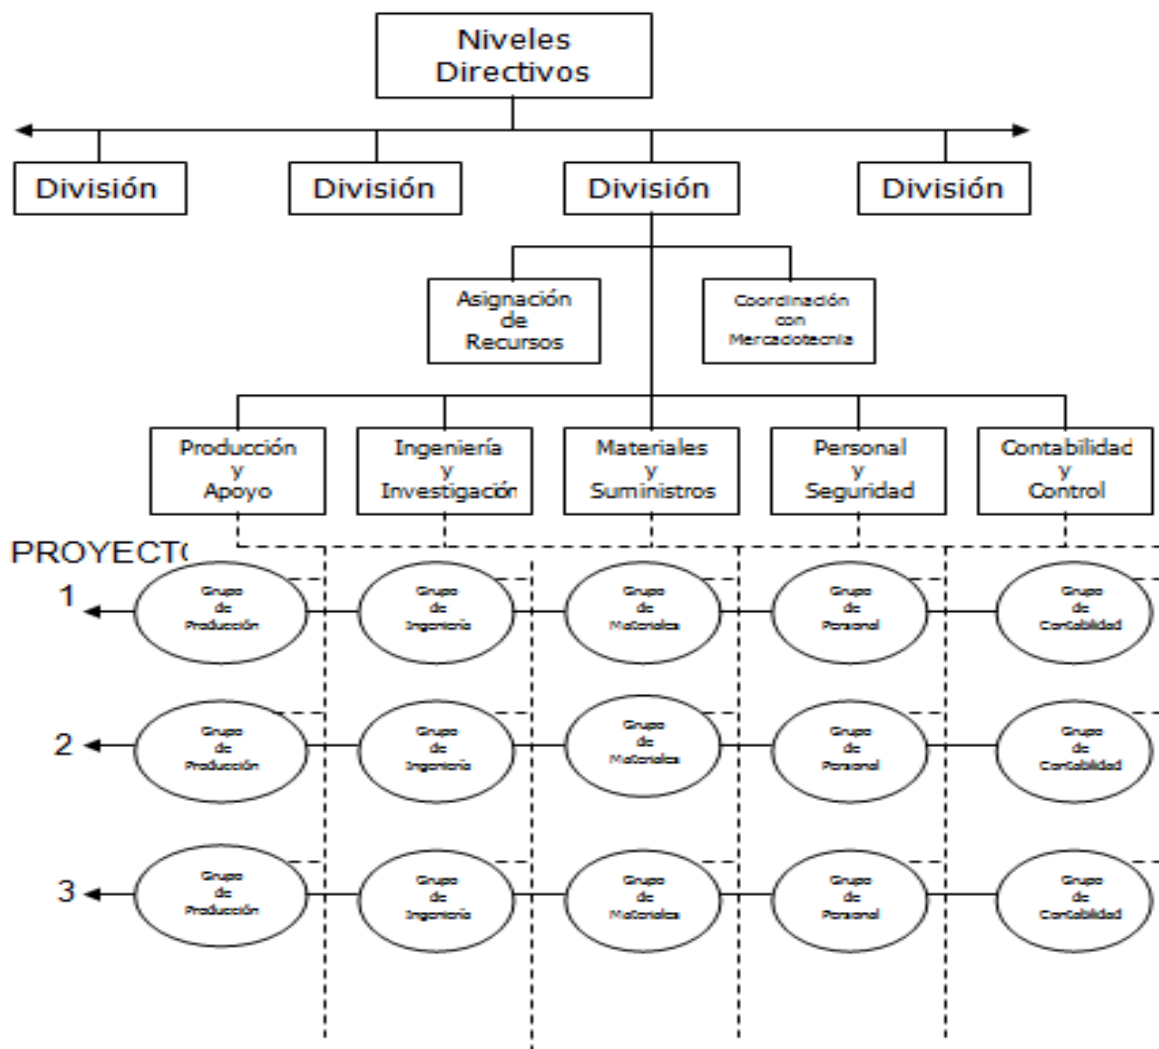 Niveles
Directivos
División
División
División
División
Asignación
de
Recursos
Coordinación
con
Mercadotecnia
Producción
y
Apoyo
Ingeniería
y
Investigación
Materiales
y
Suministros
Personal
y
Seguridad
Contabilidad
y
Control
PROYECTO
1
Grupo
de
Producción
Grupo
de
Ingeniería
Grupo
de
Materiales
Grupo
de
Personal
Grupo
de
Contabilidad
2
Grupo
de
Producción
Grupo
de
Ingeniería
Grupo
de
Materiales
Grupo
de
Personal
Grupo
de
Contabilidad
3
Grupo
de
Producción
Grupo
de
Ingeniería
Grupo
de
Materiales
Grupo
de
Personal
Grupo
de
Contabilidad